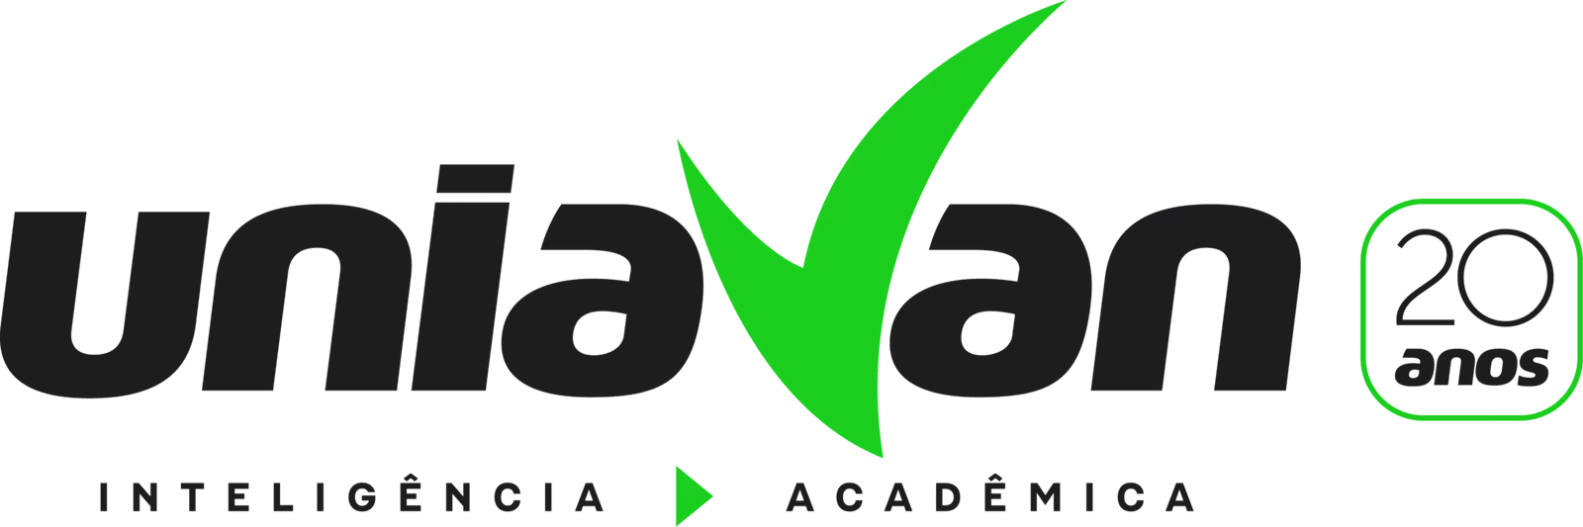 uniavan
20
anos
INTELIGÊNCIA ACADÊMICA